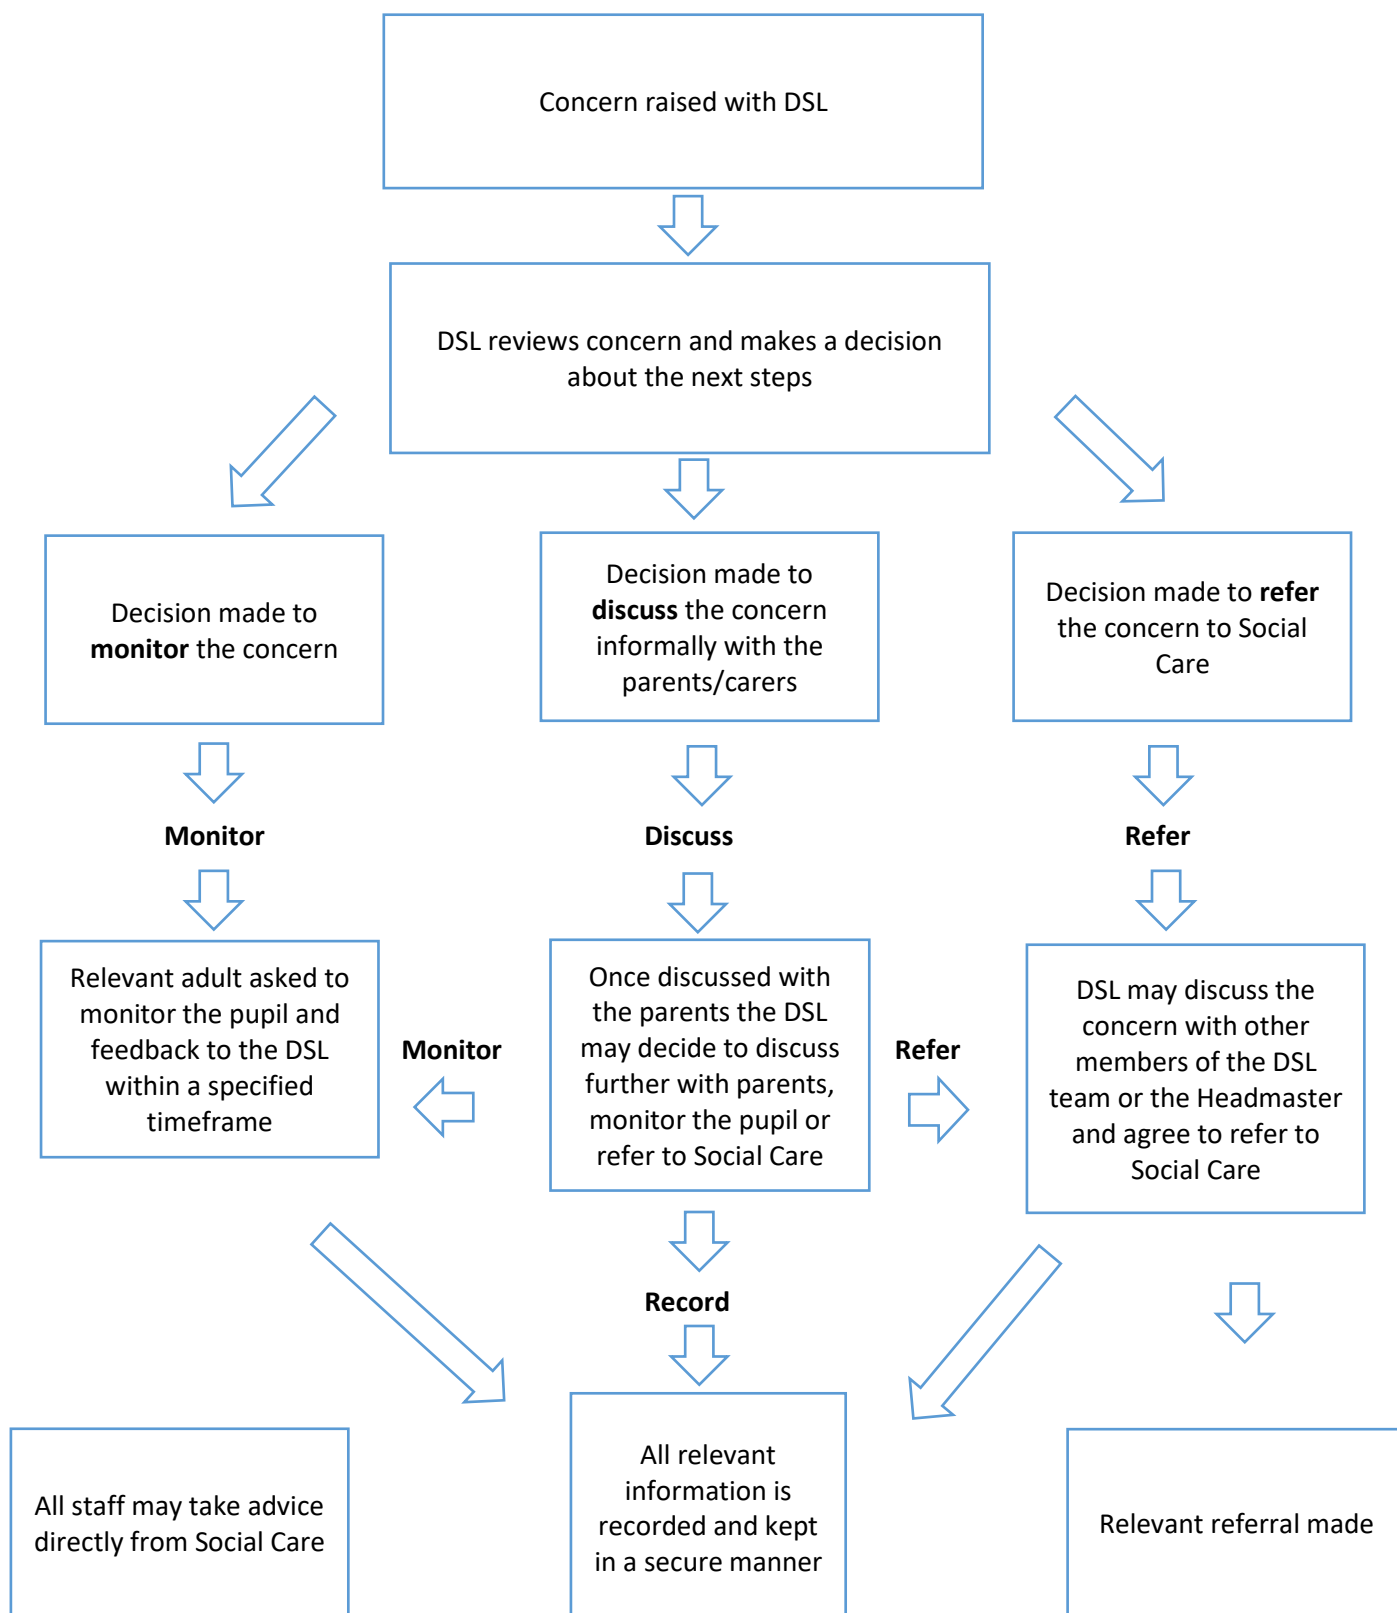 Concern raised with DSL
DSL reviews concern and makes a decision
about the next steps
Decision made to
monitor the concern
Decision made to
discuss the concern
informally with the
parents/carers
Decision made to refer
the concern to Social
Care
Monitor
Discuss
Refer
Relevant adult asked to
monitor the pupil and
feedback to the DSL
within a specified
timeframe
Monitor
Once discussed with
the parents the DSL
may decide to discuss
further with parents,
monitor the pupil or
refer to Social Care
Refer
DSL may discuss the
concern with other
members of the DSL
team or the Headmaster
and agree to refer to
Social Care
Record
All staff may take advice
directly from Social Care
All relevant
information is
recorded and kept
in a secure manner
Relevant referral made